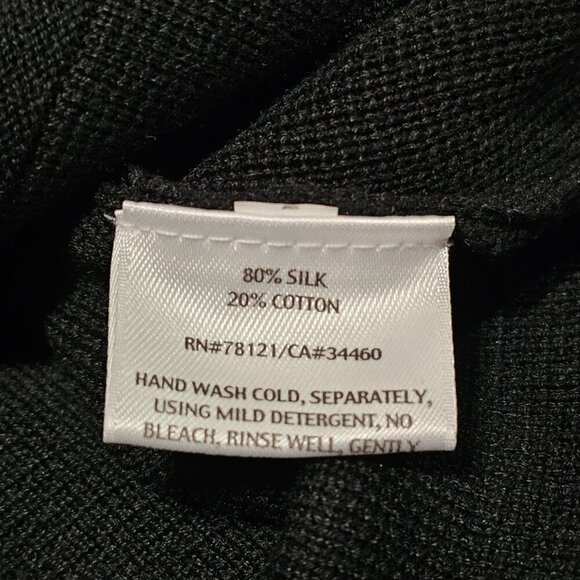 80% SILK
20% COTTON
RN#78121/CA#34460
HAND WASH COLD, SEPARATELY,
USING MILD DETERGENT, NO
BLEACH, RINSE WELL, GENTLY